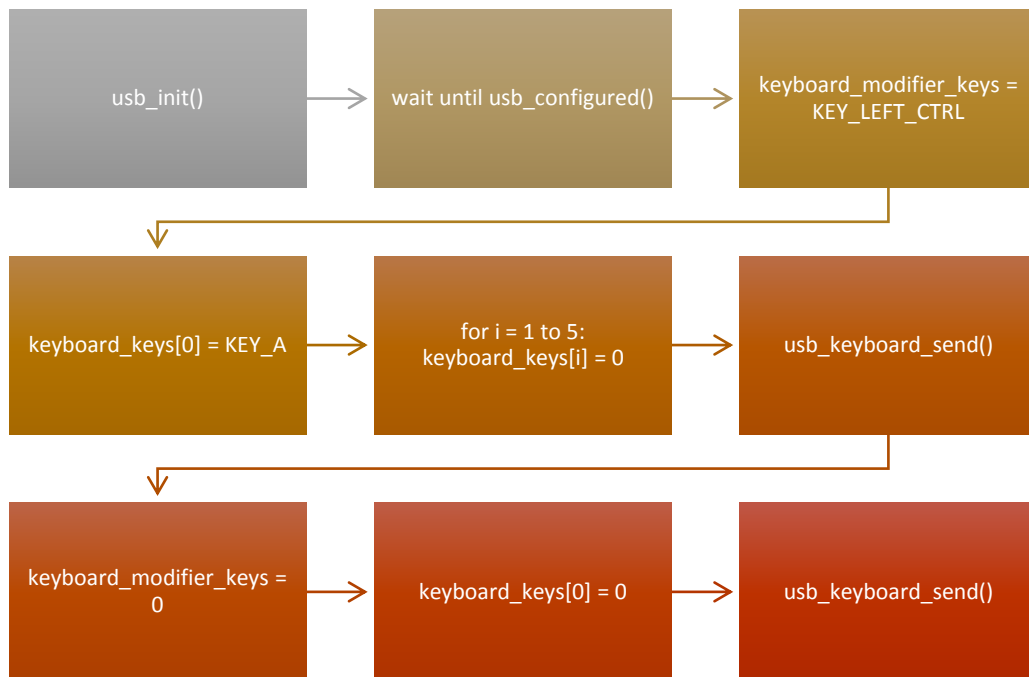 usb_init()
wait until usb_configured()
keyboard_modifier_keys =
KEY_LEFT_CTRL
keyboard_keys[0] = KEY_A
for i = 1 to 5:
keyboard_keys[i] = 0
usb_keyboard_send()
keyboard_modifier_keys =
0
keyboard_keys[0] = 0
usb_keyboard_send()